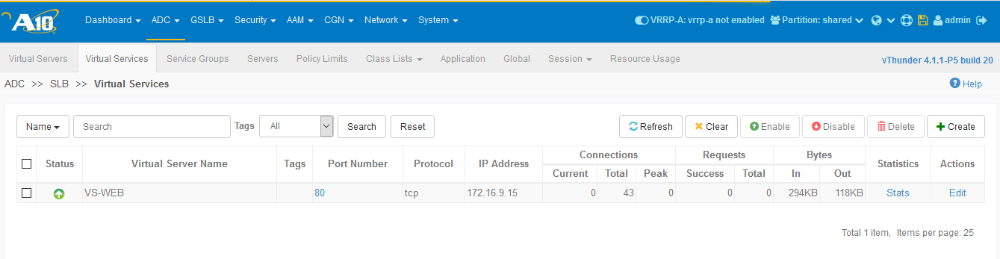 A10
Dashboard ADC GSLB Security AAM CGN Network System VRRP-A: vrrp-a not enabled Partition: shared admin
Virtual Servers Virtual Services Service Groups Servers Policy Limits Class Lists Application Global Session Resource Usage vThunder 4.1.1-P5 build 20
ADC >> SLB >> Virtual Services Help
Name Search Tags All Search Reset Refresh Clear Enable Disable Delete Create
Status Virtual Server Name Tags Port Number Protocol IP Address Connections Requests Bytes Statistics Actions
Current Total Peak Success Total In Out
VS-WEB 80 tcp 172.16.9.15 0 43 0 0 0 294KB 118KB Stats Edit
Total 1 item, Items per page: 25